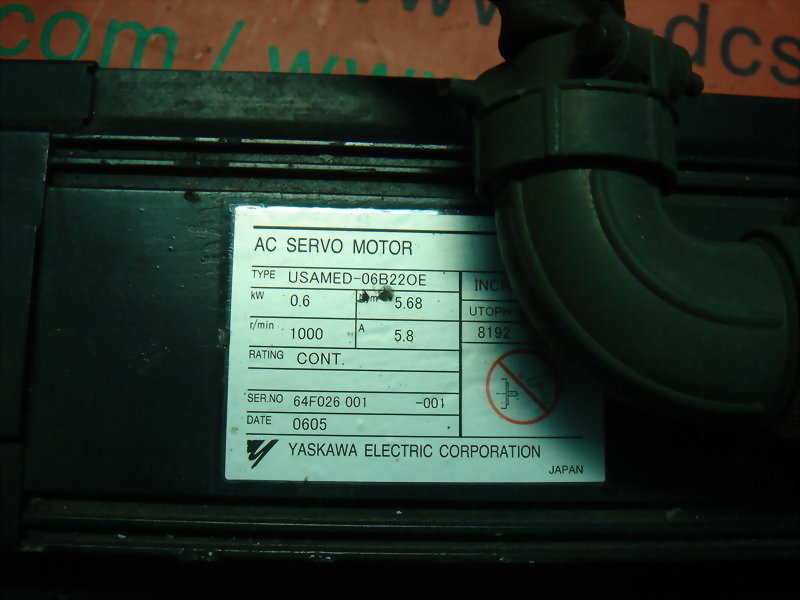 com / www.
dcs
AC SERVO MOTOR
TYPE USAMED-06B22OE
kW 0.6 5.68
r/min 1000 A 5.8
RATING CONT.
SER.NO 64F026 001 -001
DATE 0605
UTOPH
8192
YASKAWA ELECTRIC CORPORATION
JAPAN